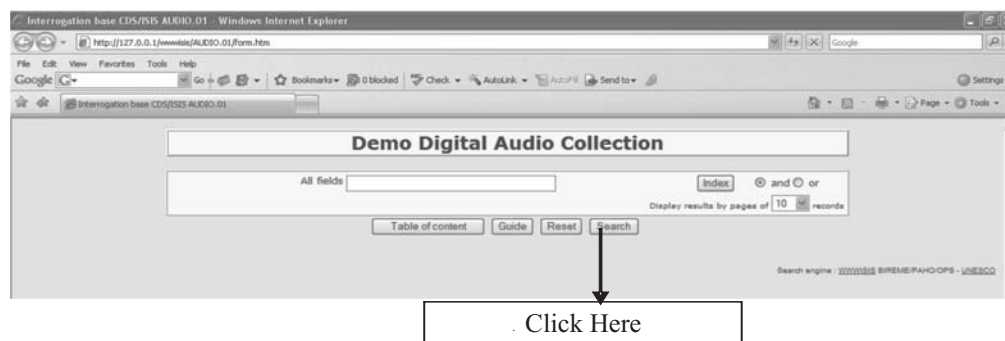 Interrogation base CDS/ISIS AUDIO.01 - Windows Internet Explorer
http://127.0.0.1/wwwisis/AUDIO.01/form.htm Google
File Edit View Favorites Tools Help
Google G Go Bookmarks 0 blocked Check AutoLink AutoFill Send to Settings
Interrogation base CDS/ISIS AUDIO.01 Page Tools
Demo Digital Audio Collection
All fields Index and or
Display results by pages of 10 records
Table of content Guide Reset Search
Search engine : WWWISIS BIREME/PAHO/OPS - UNESCO
. Click Here